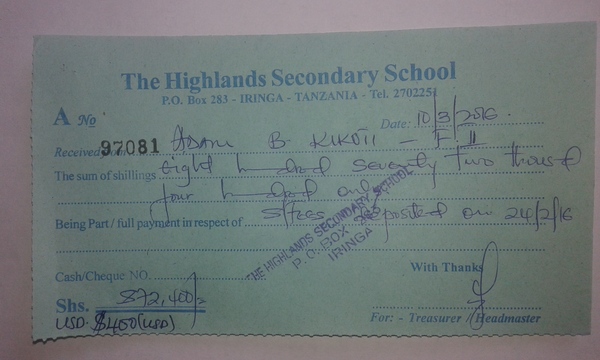 The Highlands Secondary School
P.O. Box 283 - IRINGA - TANZANIA - Tel. 2702251
A No 97081
Date: 10/3/2016.
Received from Adam B. KIKOTI - F II
The sum of shillings eight hundred seventy two thousand
four hundred only
Being Part / full payment in respect of S/fees deposited on 24/2/16
THE HIGHLANDS SECONDARY SCHOOL
P.O. BOX 283
IRINGA
Cash/Cheque NO.
With Thanks
Shs. 872,400/=
USD. $400(USD)
For: - Treasurer / Headmaster